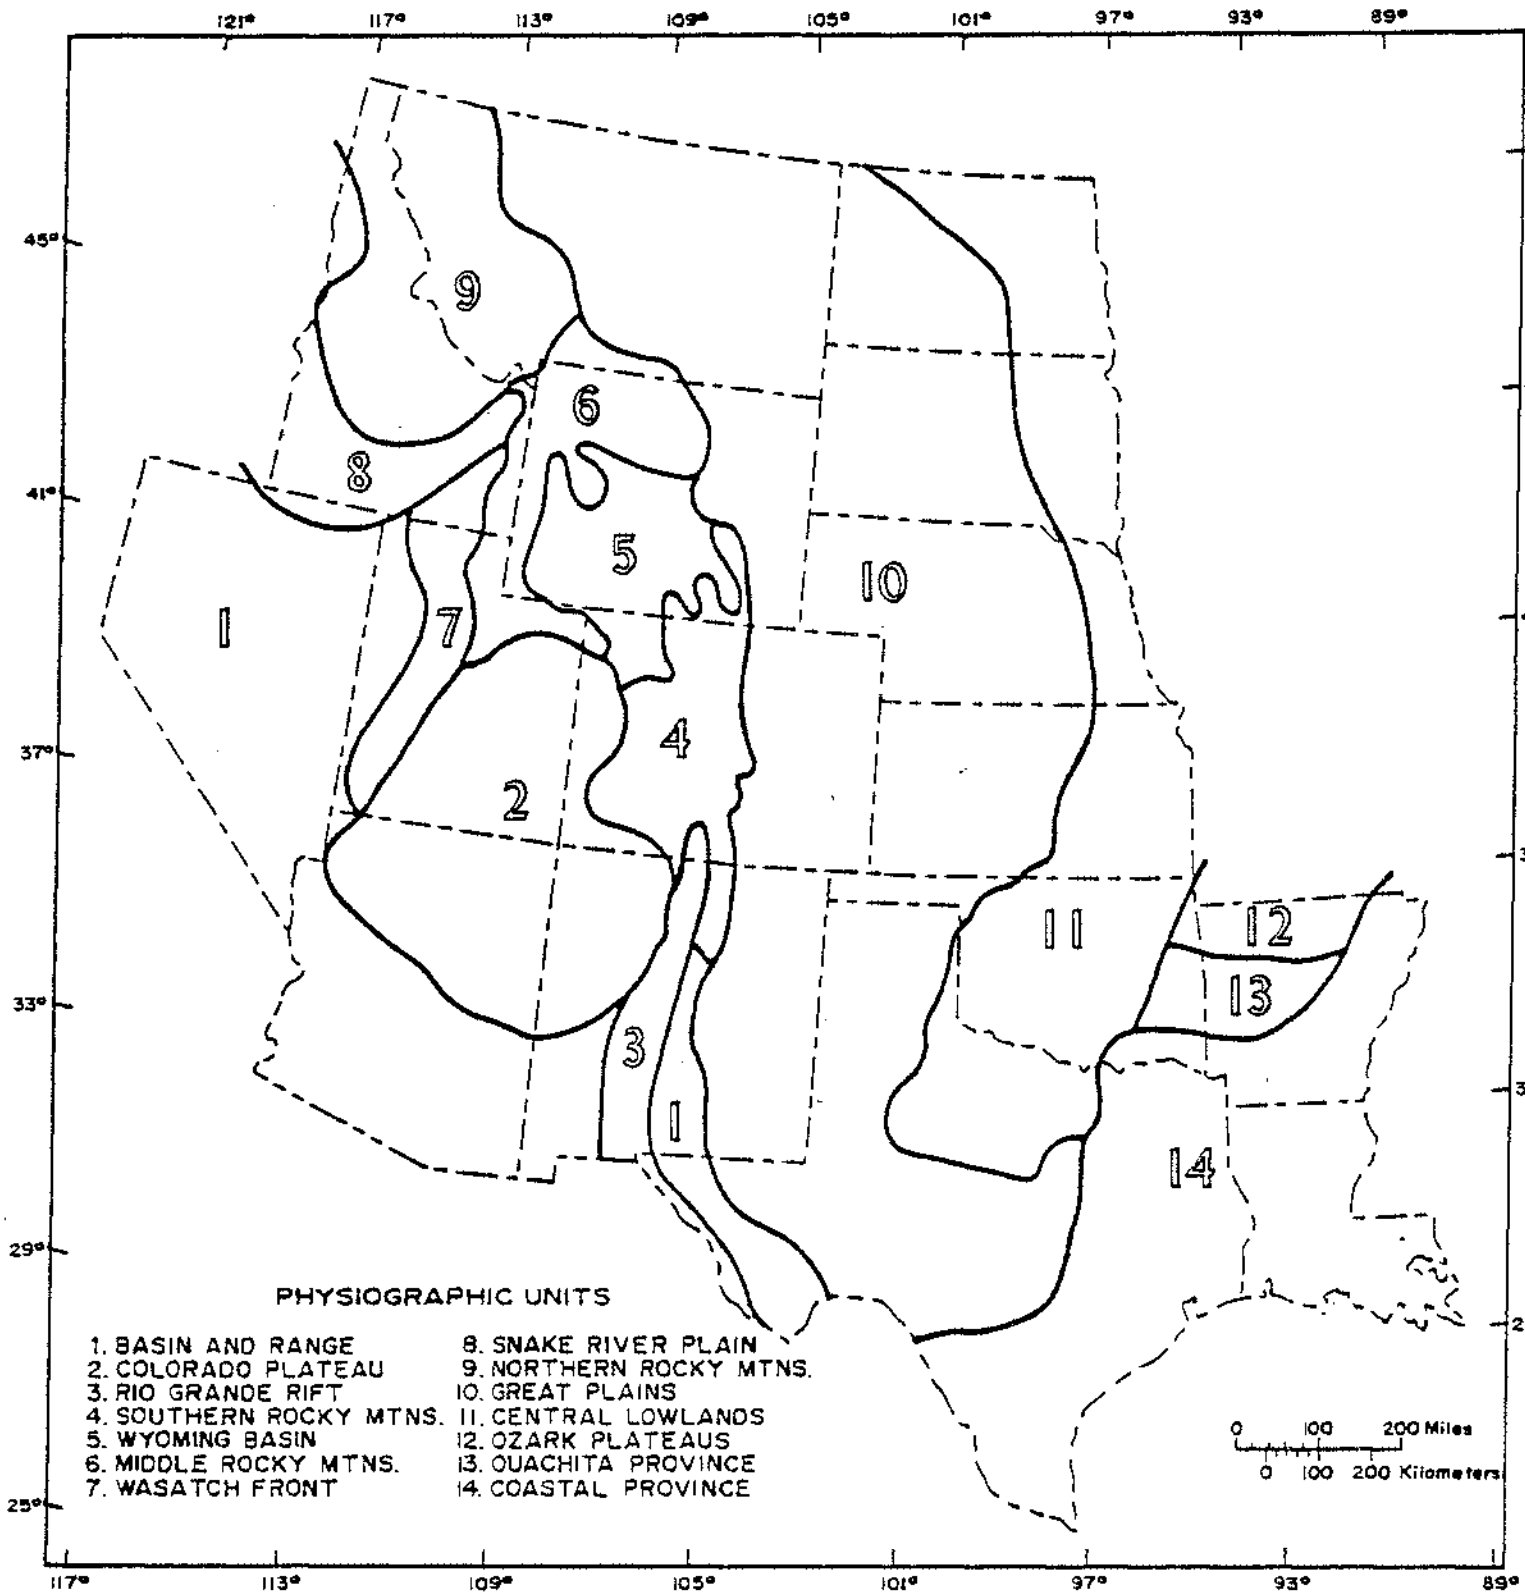 121° 117° 113° 109° 105° 101° 97° 93° 89°
45°
9
6
8
41°
5
10
1
7
4
37°
2
3
11
12
13
33°
3
1
3
14
29°
PHYSIOGRAPHIC UNITS
2
1. BASIN AND RANGE
2. COLORADO PLATEAU
3. RIO GRANDE RIFT
4. SOUTHERN ROCKY MTNS.
5. WYOMING BASIN
6. MIDDLE ROCKY MTNS.
7. WASATCH FRONT
8. SNAKE RIVER PLAIN
9. NORTHERN ROCKY MTNS.
10. GREAT PLAINS
11. CENTRAL LOWLANDS
12. OZARK PLATEAUS
13. OUACHITA PROVINCE
14. COASTAL PROVINCE
0 100 200 Miles
0 100 200 Kilometers
25°
117° 113° 109° 105° 101° 97° 93° 89°